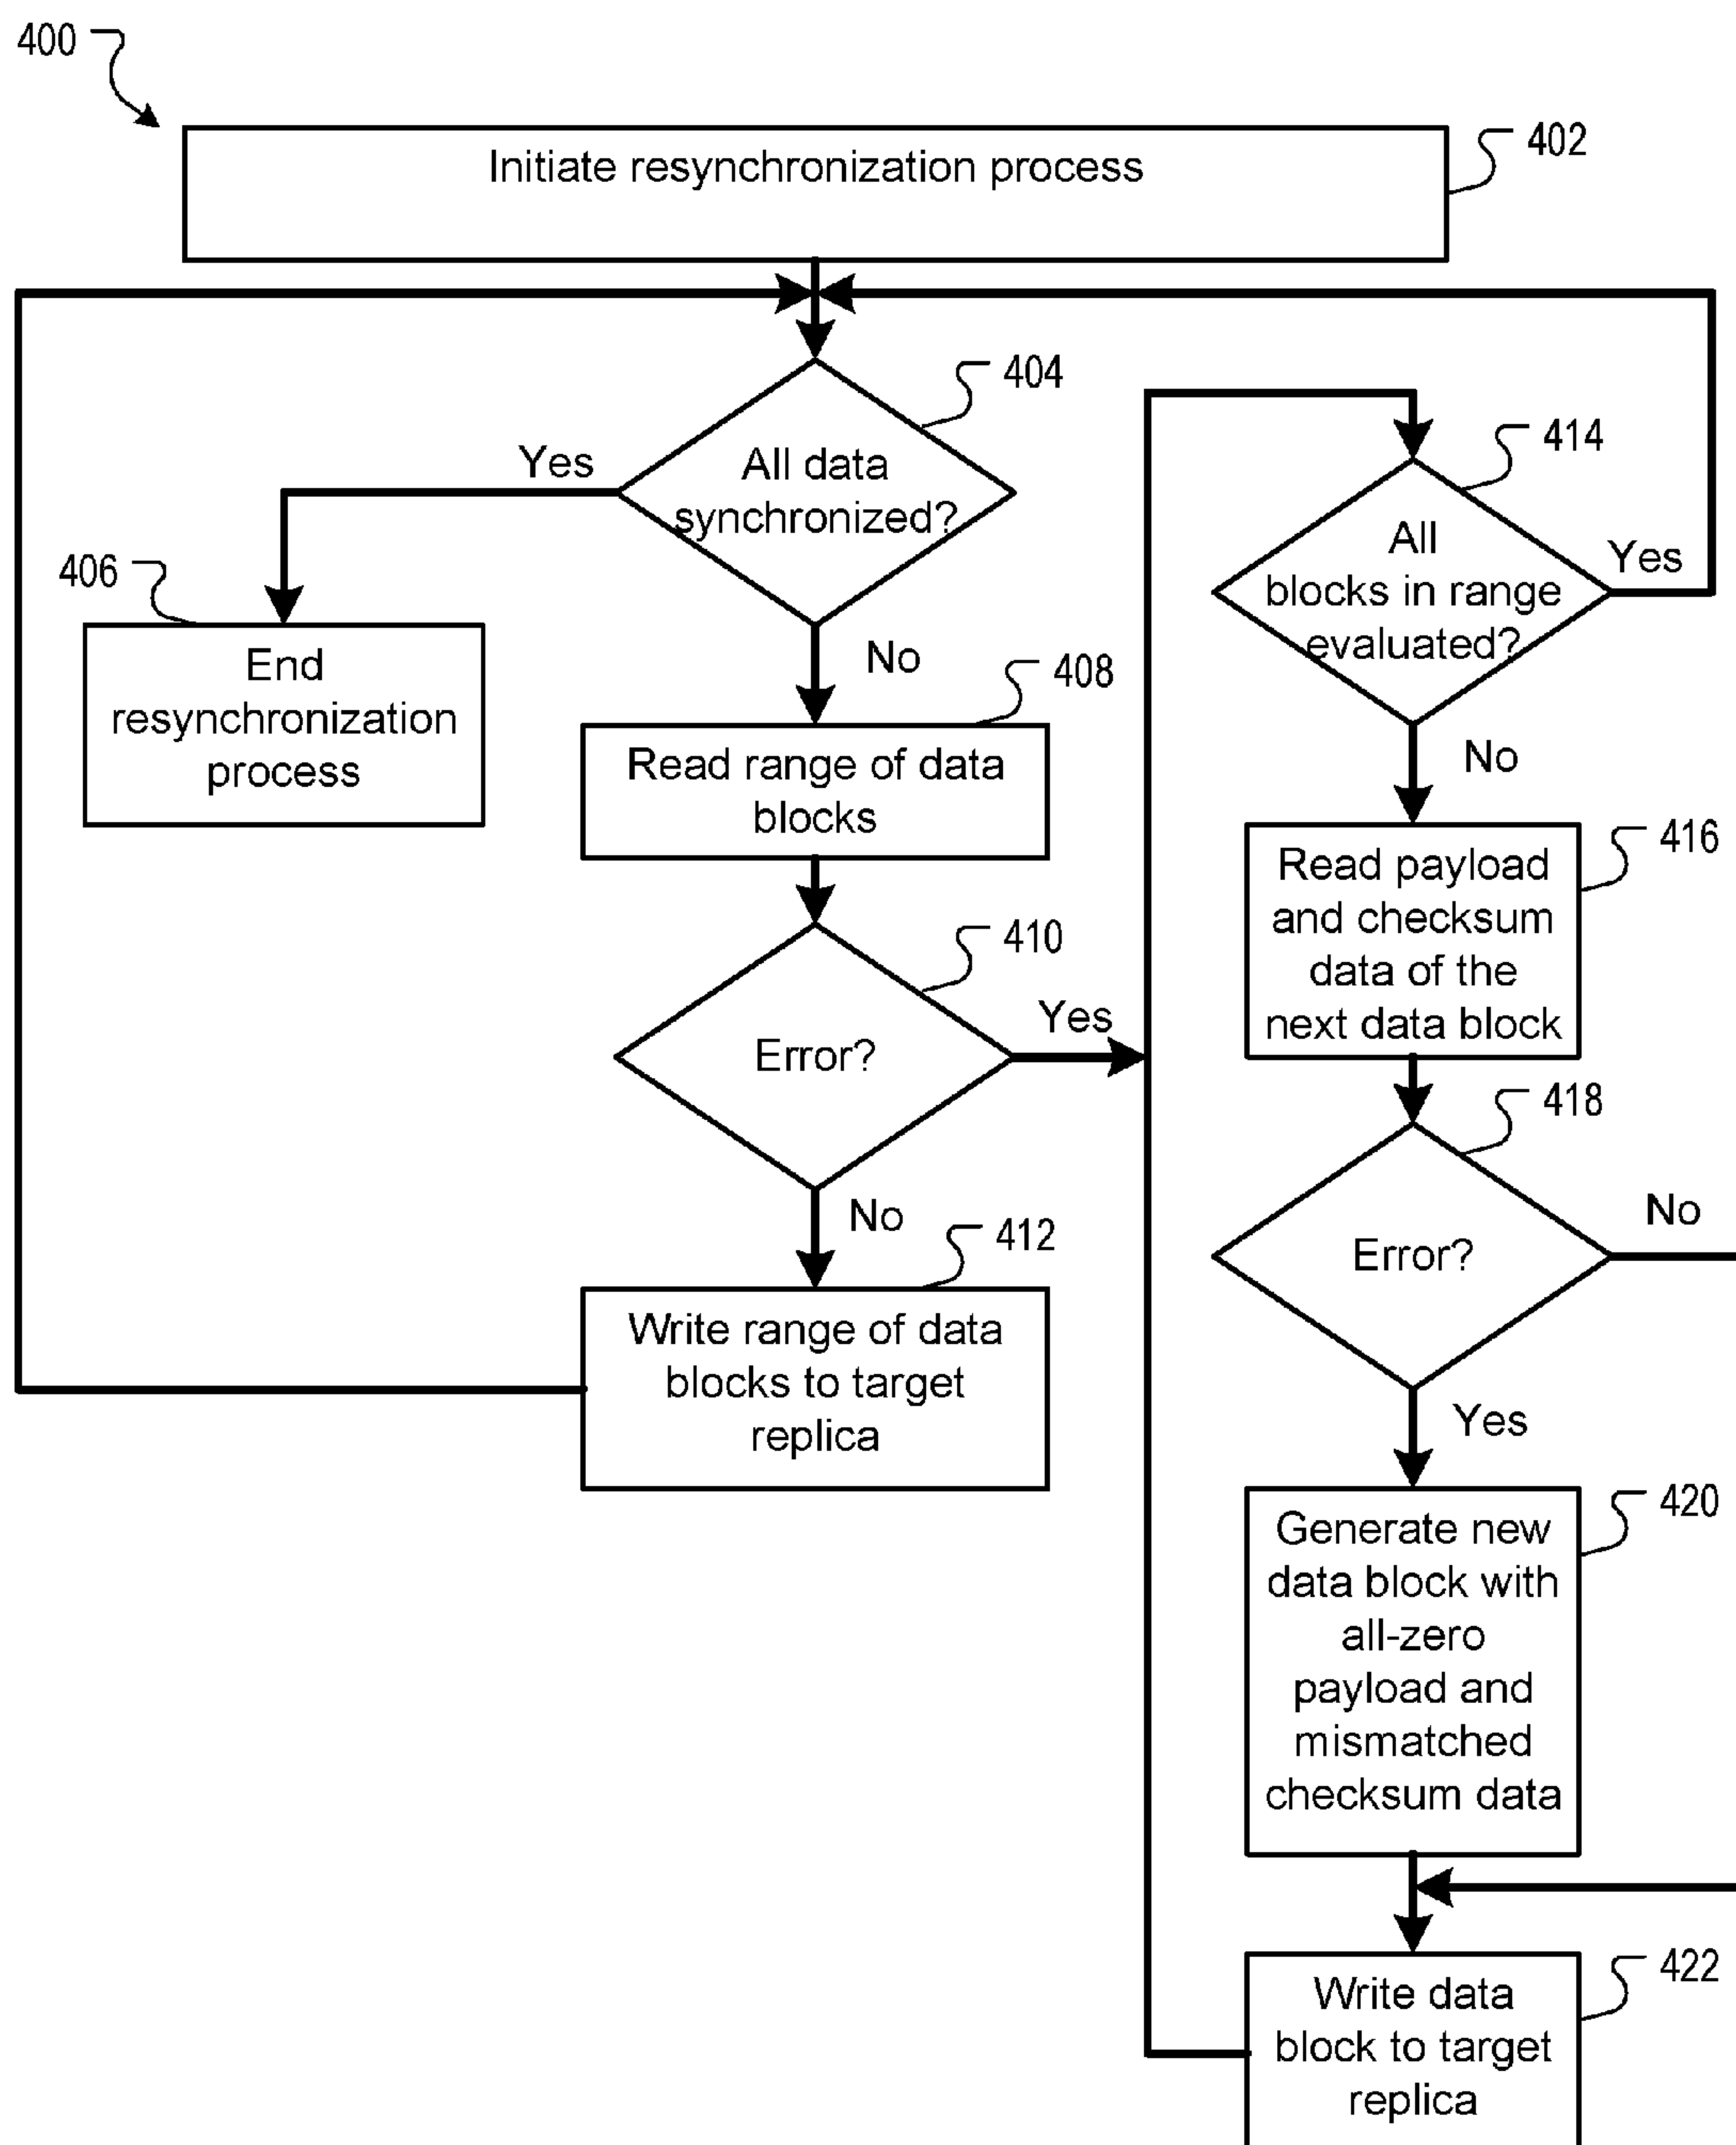 400
Initiate resynchronization process
402
404
All data
synchronized?
Yes
No
406
End
resynchronization
process
408
Read range of data
blocks
410
Error?
Yes
No
412
Write range of data
blocks to target
replica
414
All
blocks in range
evaluated?
Yes
No
416
Read payload
and checksum
data of the
next data block
418
Error?
No
Yes
420
Generate new
data block with
all-zero
payload and
mismatched
checksum data
422
Write data
block to target
replica